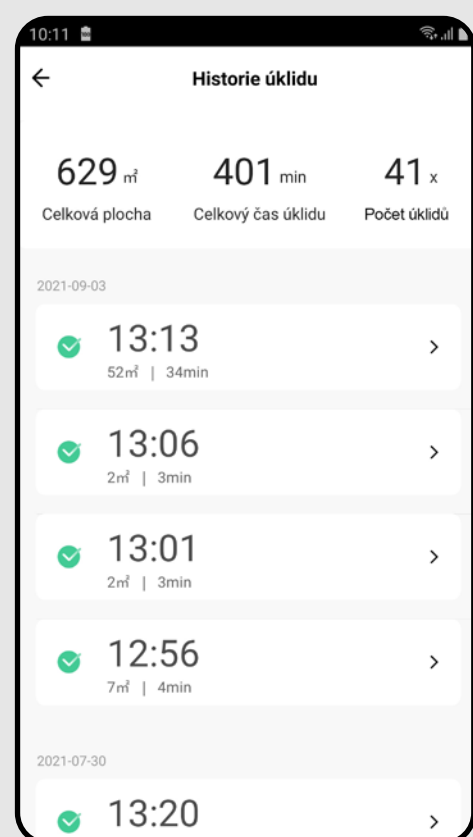 10:11
Historie úklidu
629 ㎡ 401 min 41 x
Celková plocha Celkový čas úklidu Počet úklidů
2021-09-03
13:13
52㎡ | 34min
13:06
2㎡ | 3min
13:01
2㎡ | 3min
12:56
7㎡ | 4min
2021-07-30
13:20